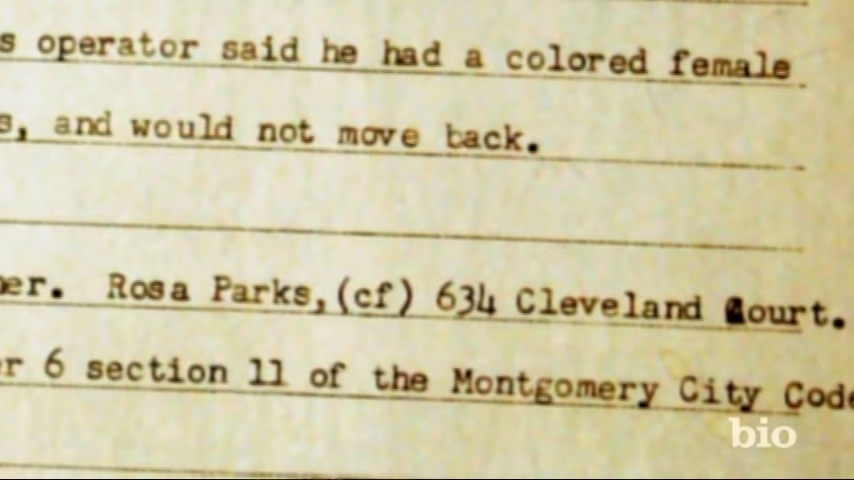 s operator said he had a colored female
s, and would not move back.
er. Rosa Parks,(cf) 634 Cleveland Court.
r 6 section 11 of the Montgomery City Code
bio